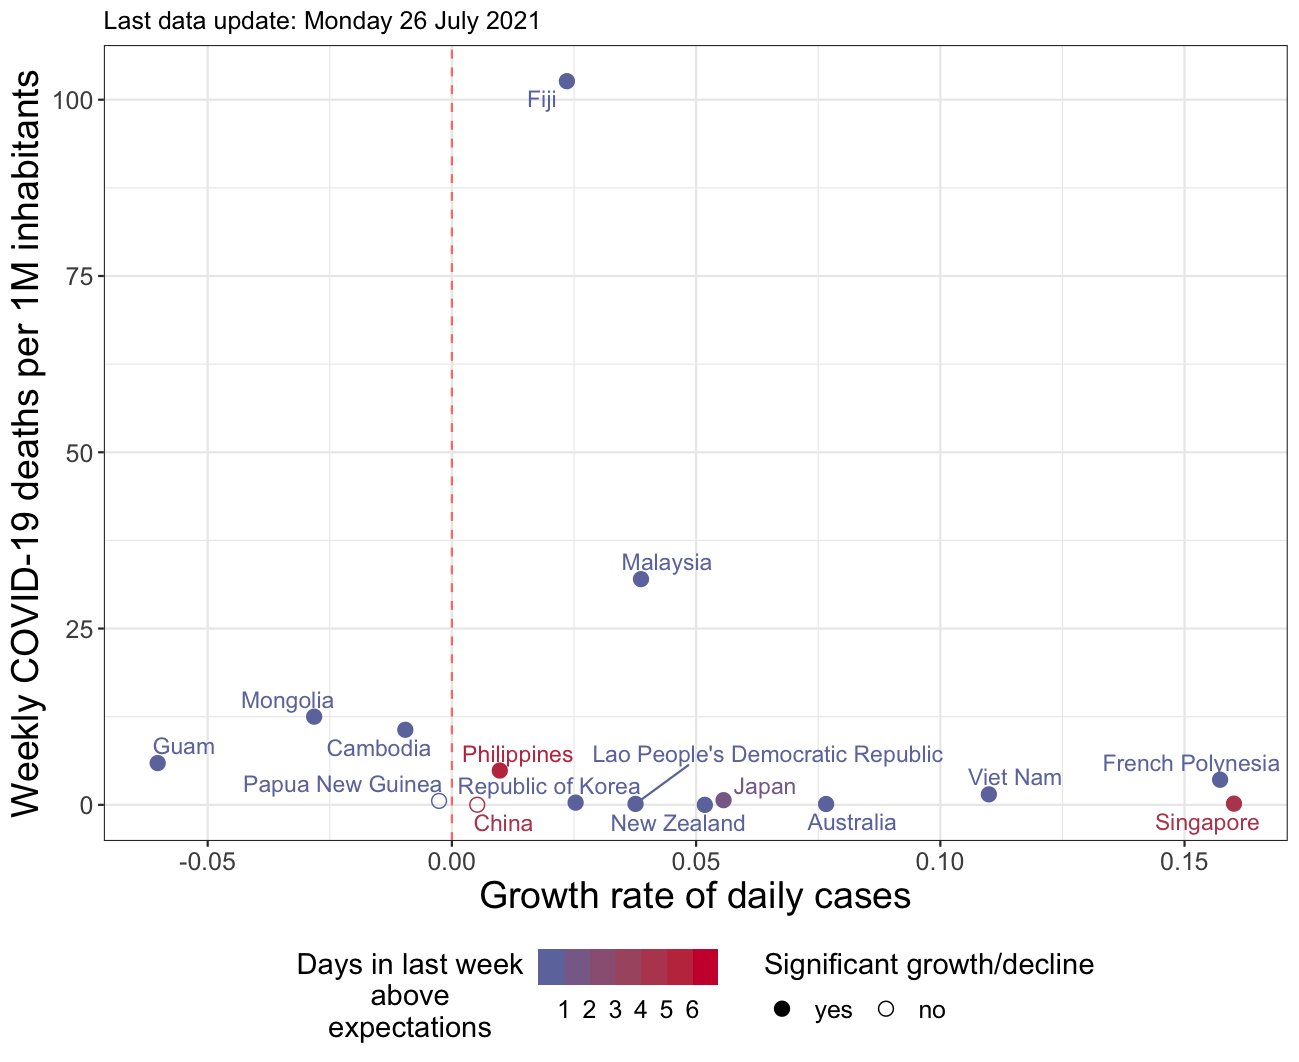 Last data update: Monday 26 July 2021
Weekly COVID-19 deaths per 1M inhabitants
100
75
50
25
0
Fiji
Malaysia
Mongolia
Guam
Cambodia
Philippines
Lao People's Democratic Republic
French Polynesia
Viet Nam
Papua New Guinea
Republic of Korea
Japan
China
New Zealand
Australia
Singapore
-0.05 0.00 0.05 0.10 0.15
Growth rate of daily cases
Days in last week
above
expectations
1 2 3 4 5 6
Significant growth/decline
yes no